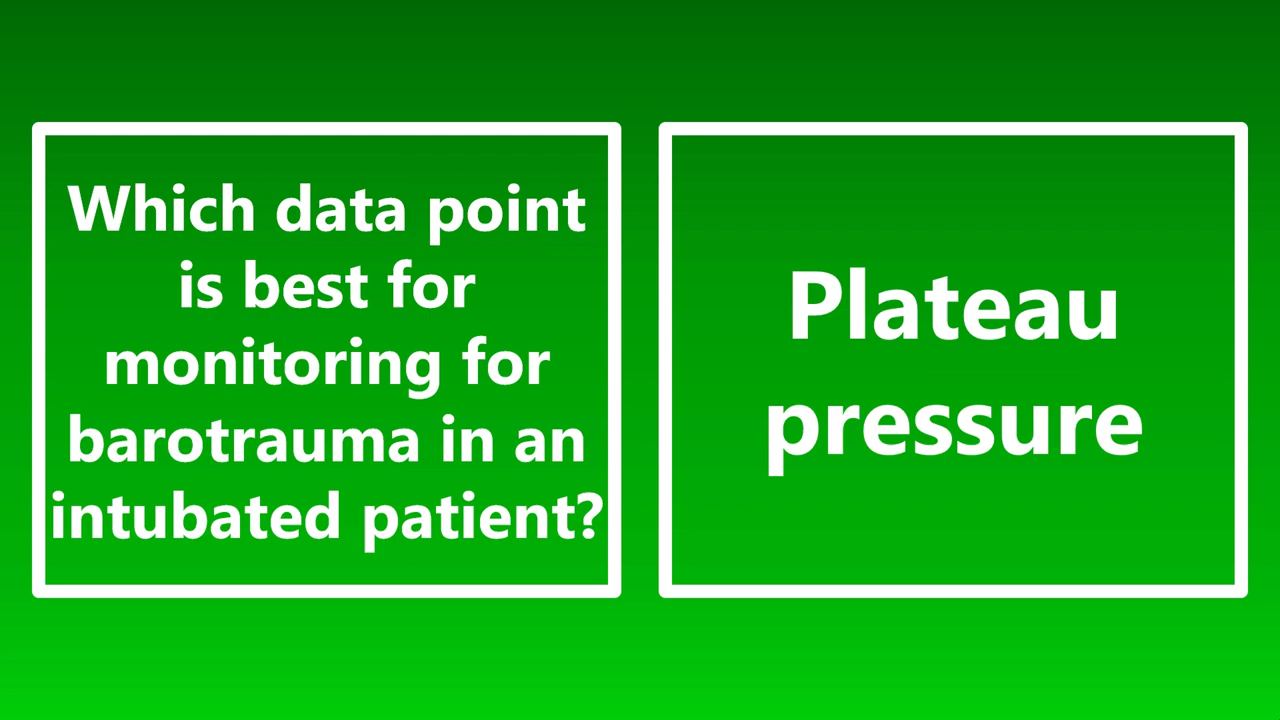 Which data point
is best for
monitoring for
barotrauma in an
intubated patient?
Plateau
pressure